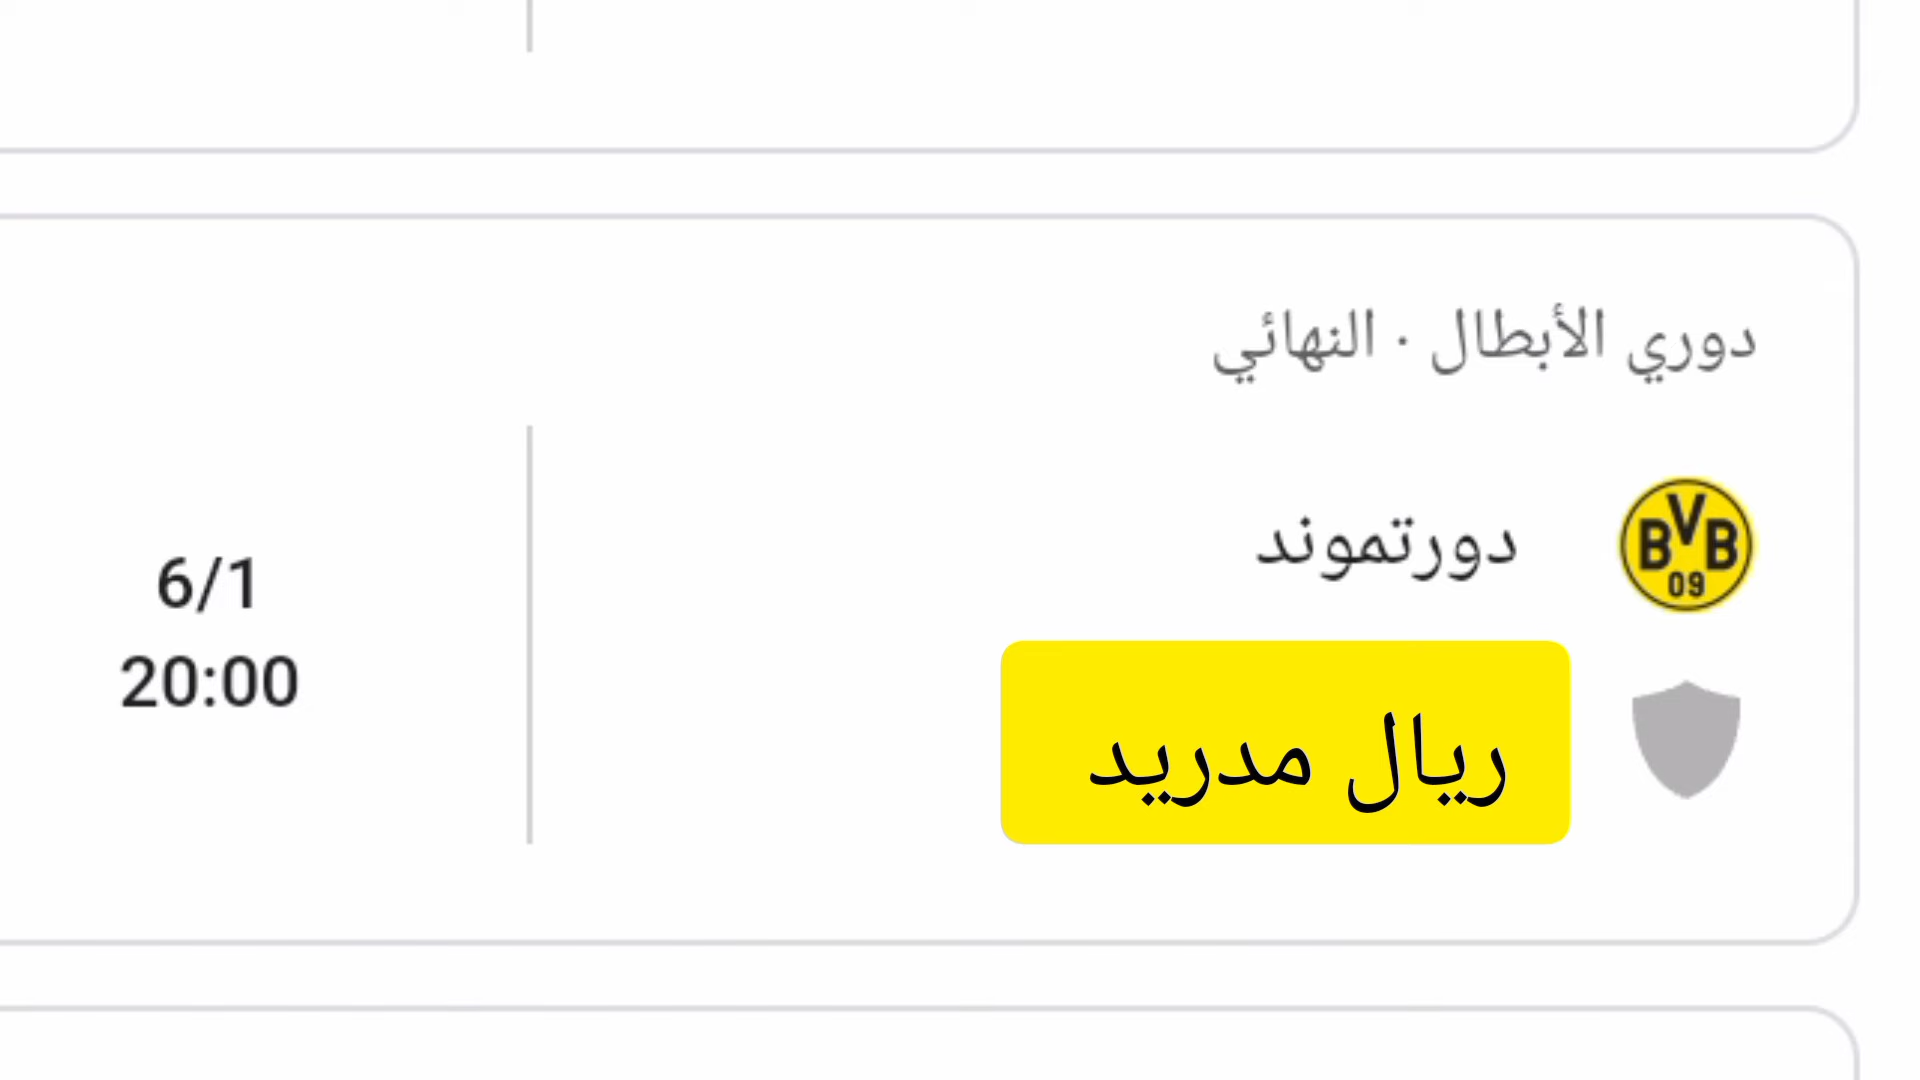 دوري الأبطال · النهائي
دورتموند
BVB
09
ريال مدريد
6/1
20:00